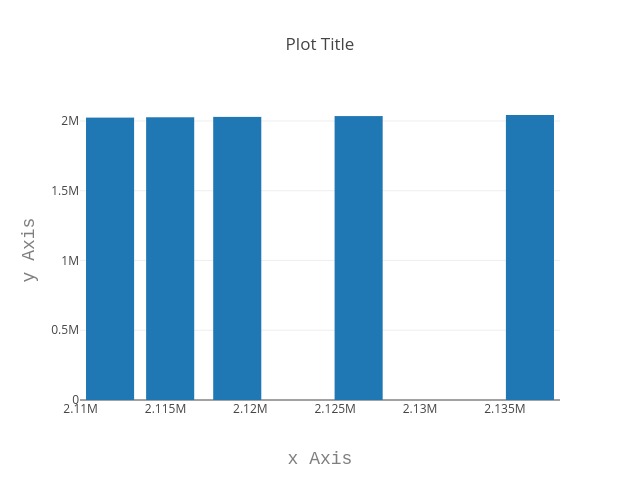 Plot Title
2M
1.5M
1M
0.5M
0
2.11M 2.115M 2.12M 2.125M 2.13M 2.135M
y Axis
x Axis